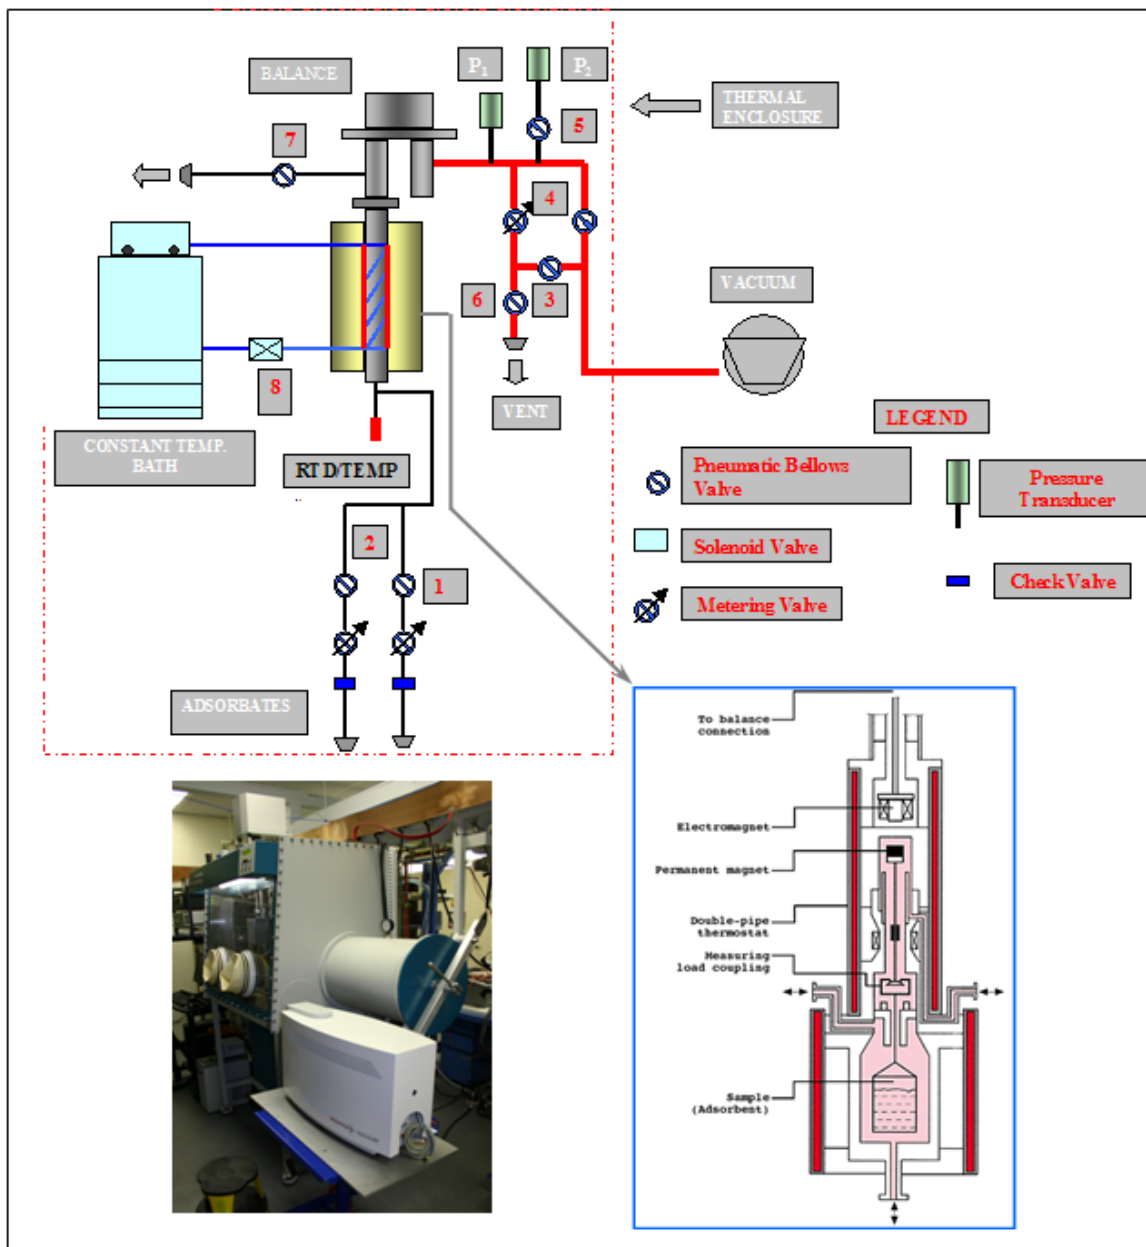 P1
P2
BALANCE
THERMAL
ENCLOSURE
5
7
4
VACUUM
6
3
8
VENT
LEGEND
CONSTANT TEMP.
BATH
RTD/TEMP
Pneumatic Bellows
Valve
Pressure
Transducer
2
1
Solenoid Valve
Check Valve
Metering Valve
ADSORBATES
To balance
connection
Electromagnet
Permanent magnet
Double-pipe
thermostat
Measuring
load coupling
Sample
(Adsorbent)